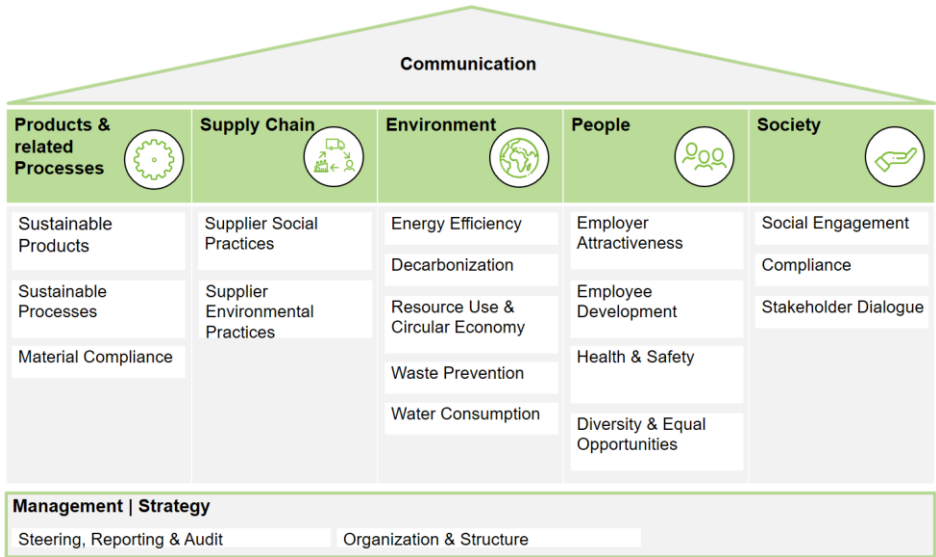 Communication
Products &
related
Processes
Supply Chain
Environment
People
Society
Sustainable
Products
Sustainable
Processes
Material Compliance
Supplier Social
Practices
Supplier
Environmental
Practices
Energy Efficiency
Decarbonization
Resource Use &
Circular Economy
Waste Prevention
Water Consumption
Employer
Attractiveness
Employee
Development
Health & Safety
Diversity & Equal
Opportunities
Social Engagement
Compliance
Stakeholder Dialogue
Management | Strategy
Steering, Reporting & Audit
Organization & Structure